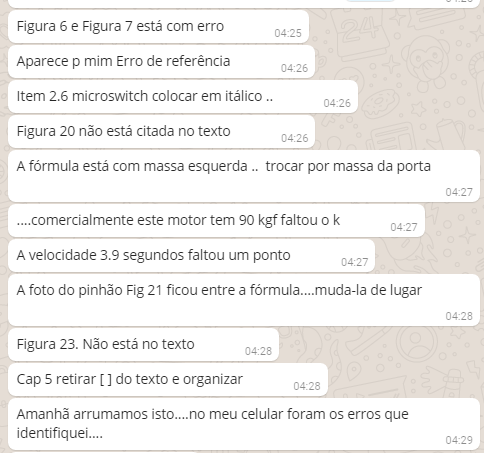 Figura 6 e Figura 7 está com erro
04:25
Aparece p mim Erro de referência
04:26
Item 2.6 microswitch colocar em itálico ..
04:26
Figura 20 não está citada no texto
04:26
A fórmula está com massa esquerda .. trocar por massa da porta
04:27
....comercialmente este motor tem 90 kgf faltou o k
04:27
A velocidade 3.9 segundos faltou um ponto
04:27
A foto do pinhão Fig 21 ficou entre a fórmula....muda-la de lugar
04:28
Figura 23. Não está no texto
04:28
Cap 5 retirar [ ] do texto e organizar
04:28
Amanhã arrumamos isto....no meu celular foram os erros que
identifiquei....
04:29